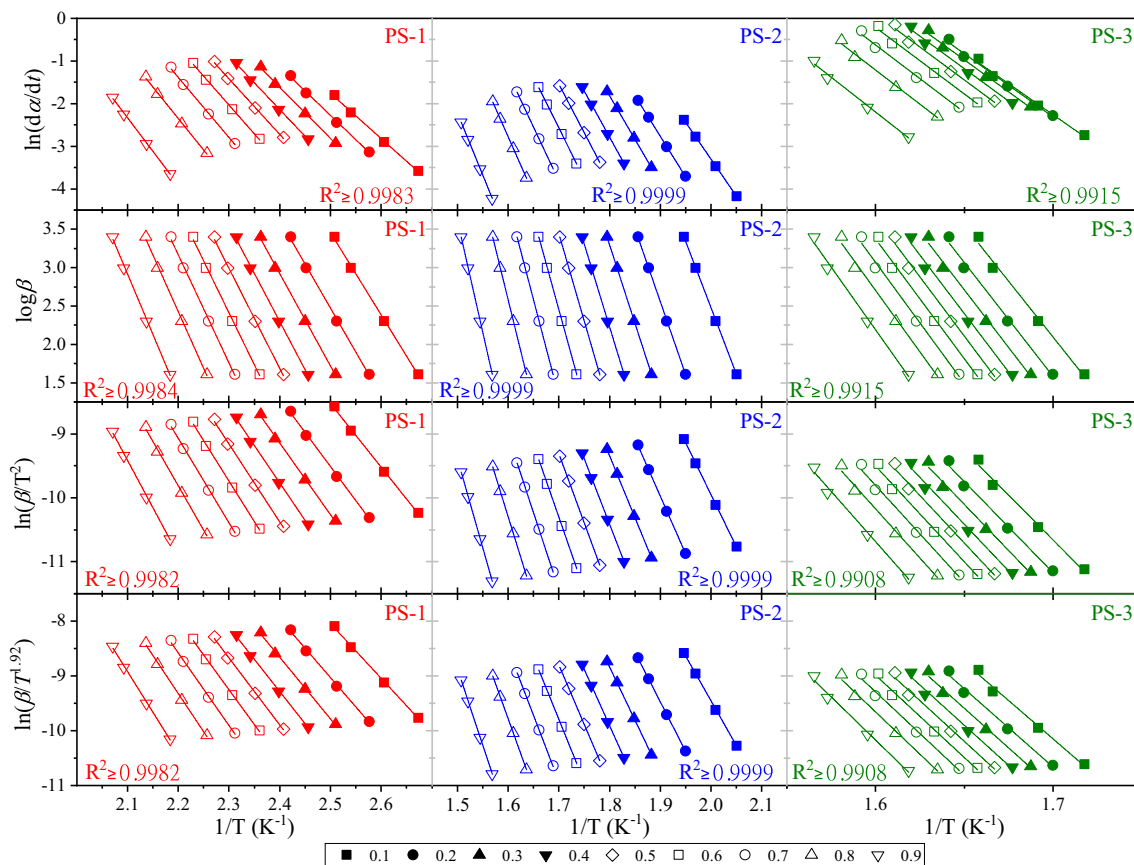 0
-1
-2
-3
-4
ln(dα/dt)
PS-1
R²≥0.9983
PS-2
R²≥0.9999
PS-3
R²≥0.9915
3.5
3.0
2.5
2.0
1.5
logβ
PS-1
R²≥0.9984
PS-2
R²≥0.9999
PS-3
R²≥0.9915
-9
-10
-11
ln(β/T²)
PS-1
R²≥0.9982
PS-2
R²≥0.9999
PS-3
R²≥0.9908
-8
-9
-10
-11
ln(β/T¹·⁹²)
PS-1
R²≥0.9982
PS-2
R²≥0.9999
PS-3
R²≥0.9908
2.1 2.2 2.3 2.4 2.5 2.6
1.5 1.6 1.7 1.8 1.9 2.0 2.1
1.6 1.7
1/T (K⁻¹)
1/T (K⁻¹)
1/T (K⁻¹)
0.1 0.2 0.3 0.4 0.5 0.6 0.7 0.8 0.9